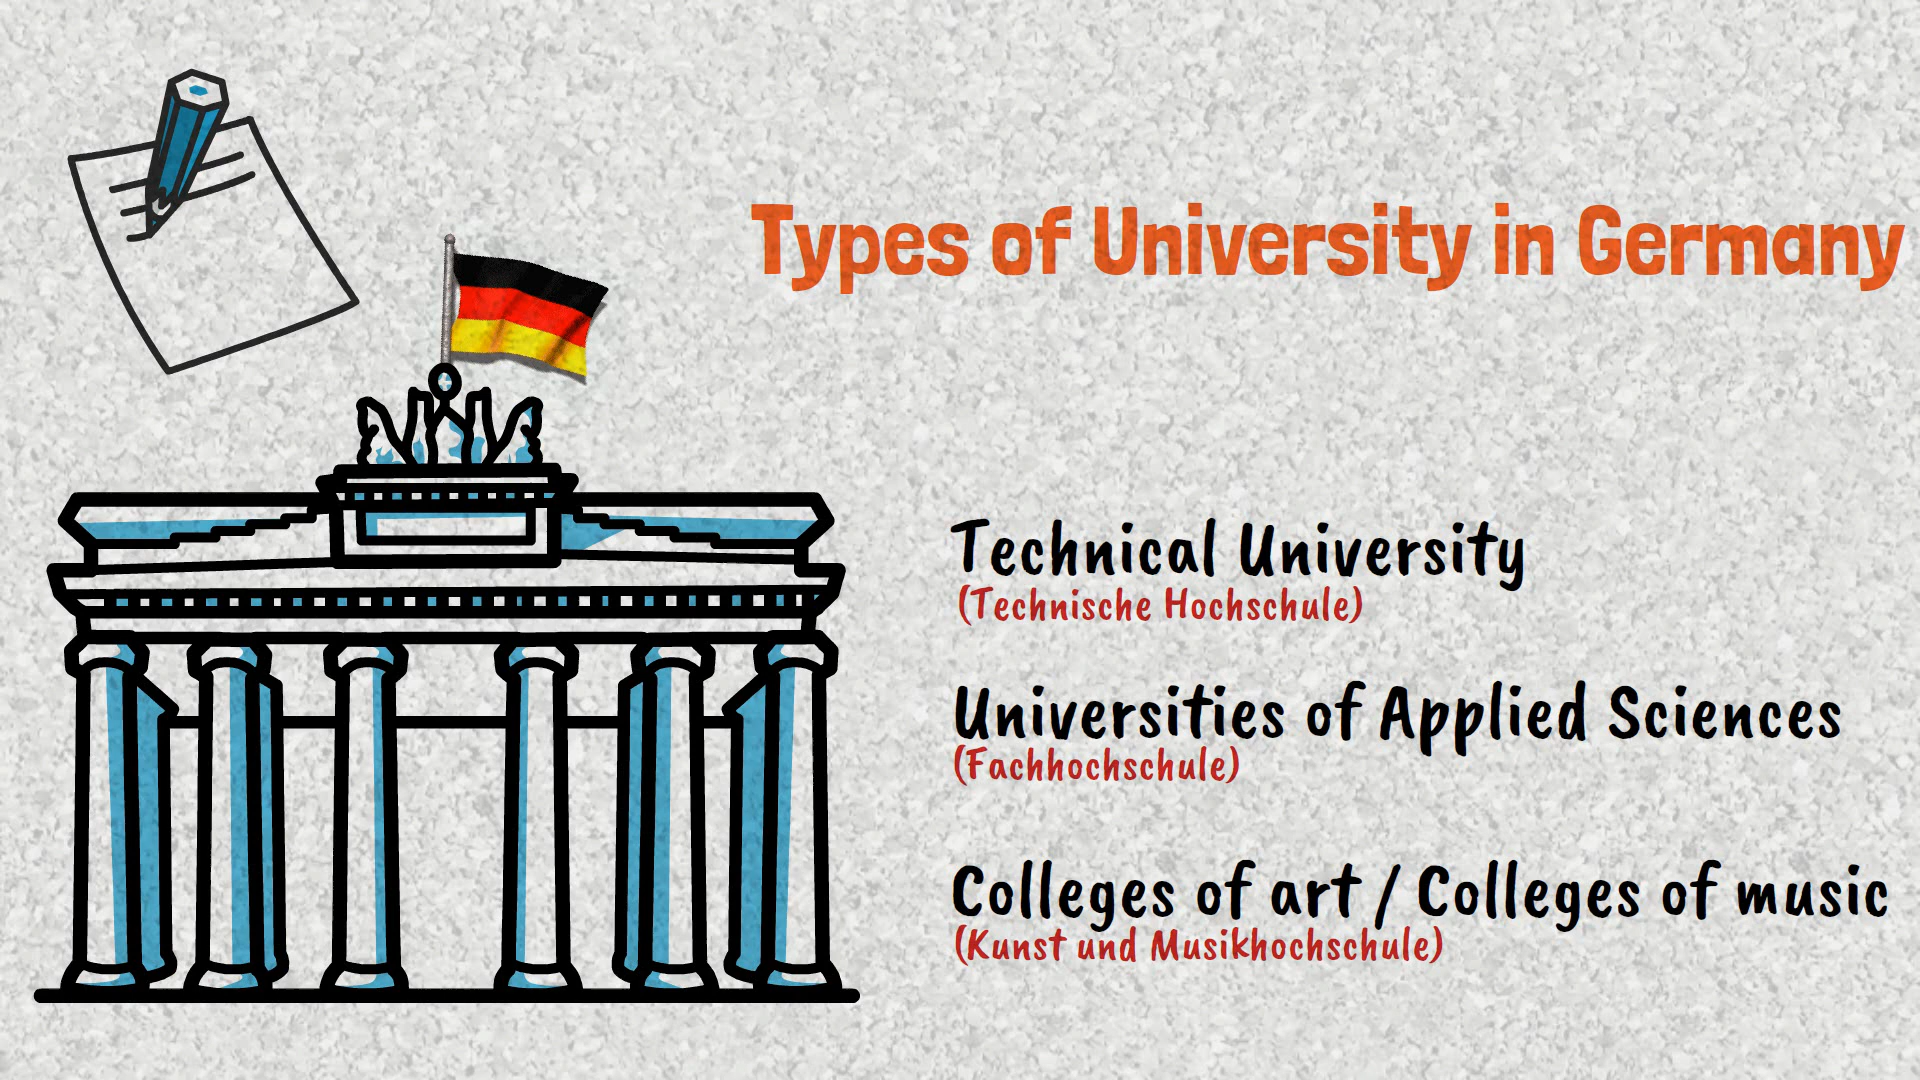 Types of University in Germany
Technical University
(Technische Hochschule)
Universities of Applied Sciences
(Fachhochschule)
Colleges of art / Colleges of music
(Kunst und Musikhochschule)